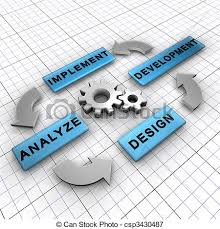 IMPLEMENT
DEVELOPMENT
ANALYZE
DESIGN
© Can Stock Photo - csp3430487